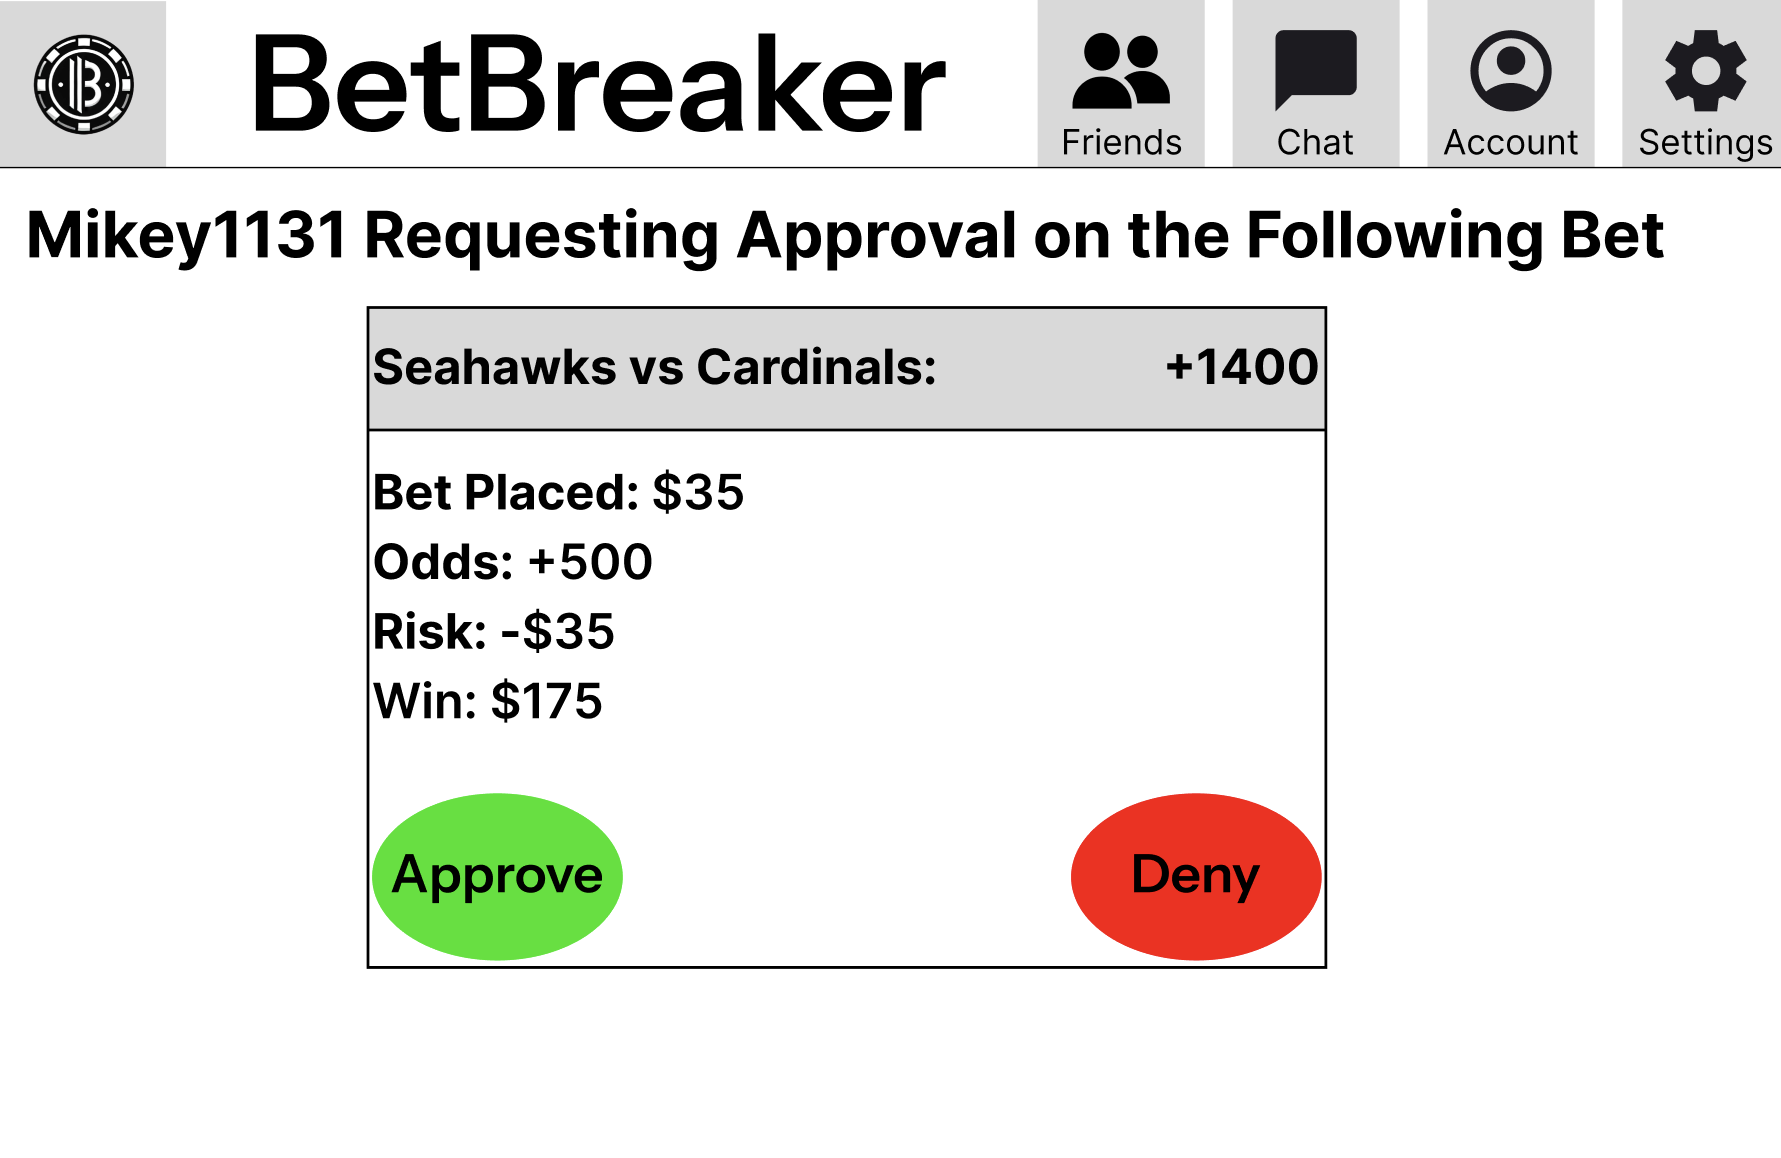 B
BetBreaker
Friends
Chat
Account
Settings
Mikey1131 Requesting Approval on the Following Bet
Seahawks vs Cardinals: +1400
Bet Placed: $35
Odds: +500
Risk: -$35
Win: $175
Approve
Deny